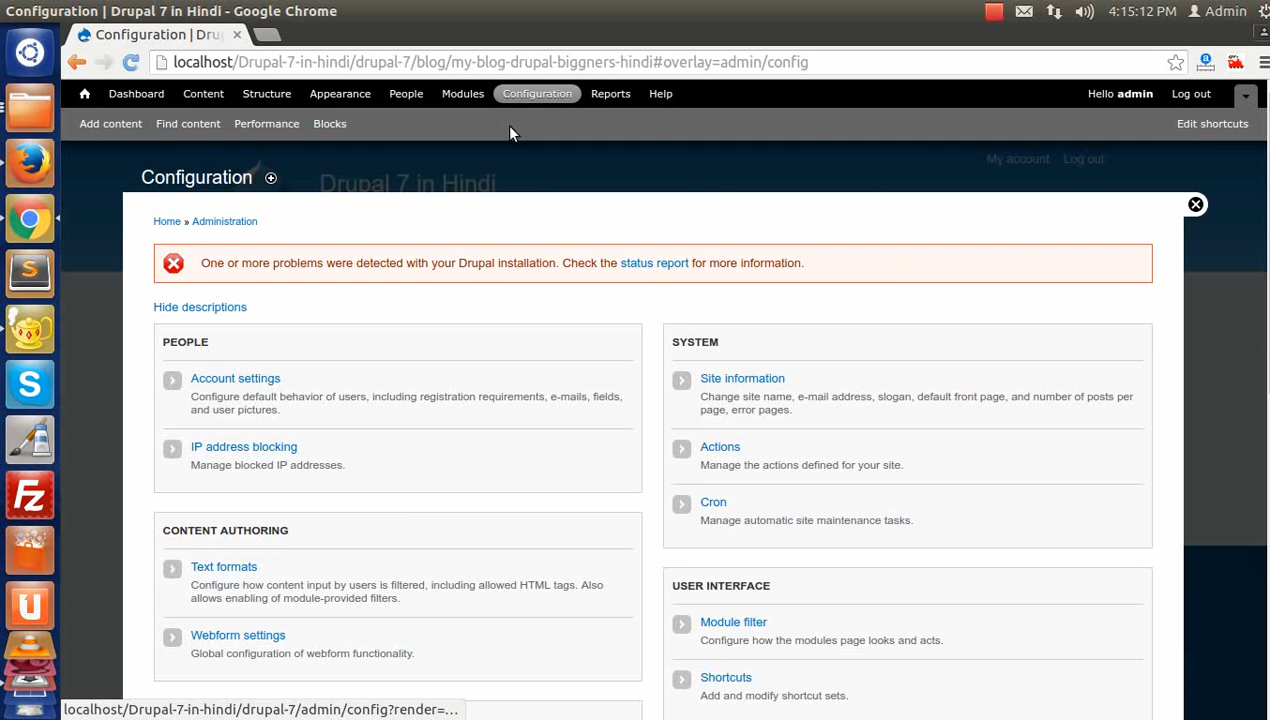 Configuration | Drupal 7 in Hindi - Google Chrome
4:15:12 PM
Admin
Configuration | Dru
localhost/Drupal-7-in-hindi/drupal-7/blog/my-blog-drupal-biggners-hindi#overlay=admin/config
Dashboard Content Structure Appearance People Modules Configuration Reports Help
Hello admin Log out
Add content Find content Performance Blocks
Edit shortcuts
My account Log out
Configuration
Drupal 7 in Hindi
Home » Administration
One or more problems were detected with your Drupal installation. Check the status report for more information.
Hide descriptions
PEOPLE
Account settings
Configure default behavior of users, including registration requirements, e-mails, fields,
and user pictures.
IP address blocking
Manage blocked IP addresses.
CONTENT AUTHORING
Text formats
Configure how content input by users is filtered, including allowed HTML tags. Also
allows enabling of module-provided filters.
Webform settings
Global configuration of webform functionality.
SYSTEM
Site information
Change site name, e-mail address, slogan, default front page, and number of posts per
page, error pages.
Actions
Manage the actions defined for your site.
Cron
Manage automatic site maintenance tasks.
USER INTERFACE
Module filter
Configure how the modules page looks and acts.
Shortcuts
Add and modify shortcut sets.
localhost/Drupal-7-in-hindi/drupal-7/admin/config?render=...